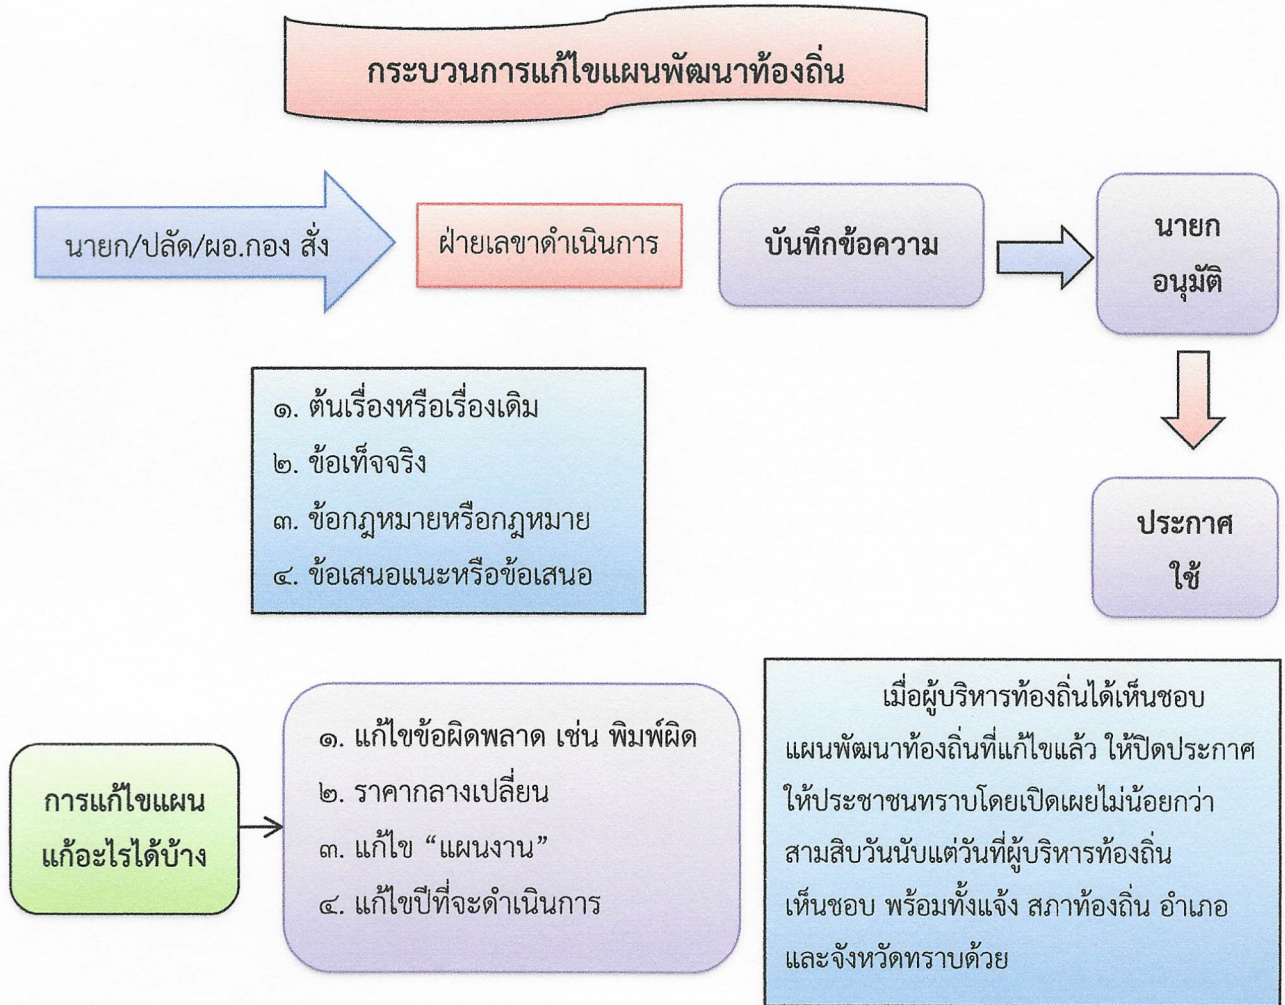 กระบวนการแก้ไขแผนพัฒนาท้องถิ่น
นายก/ปลัด/ผอ.กอง สั่ง
ฝ่ายเลขาดำเนินการ
บันทึกข้อความ
นายก
อนุมัติ
๑. ต้นเรื่องหรือเรื่องเดิม
๒. ข้อเท็จจริง
๓. ข้อกฎหมายหรือกฎหมาย
๔. ข้อเสนอแนะหรือข้อเสนอ
ประกาศ
ใช้
การแก้ไขแผน
แก้อะไรได้บ้าง
๑. แก้ไขข้อผิดพลาด เช่น พิมพ์ผิด
๒. ราคากลางเปลี่ยน
๓. แก้ไข “แผนงาน”
๔. แก้ไขปีที่จะดำเนินการ
เมื่อผู้บริหารท้องถิ่นได้เห็นชอบ
แผนพัฒนาท้องถิ่นที่แก้ไขแล้ว ให้ปิดประกาศ
ให้ประชาชนทราบโดยเปิดเผยไม่น้อยกว่า
สามสิบวันนับแต่วันที่ผู้บริหารท้องถิ่น
เห็นชอบ พร้อมทั้งแจ้ง สภาท้องถิ่น อำเภอ
และจังหวัดทราบด้วย